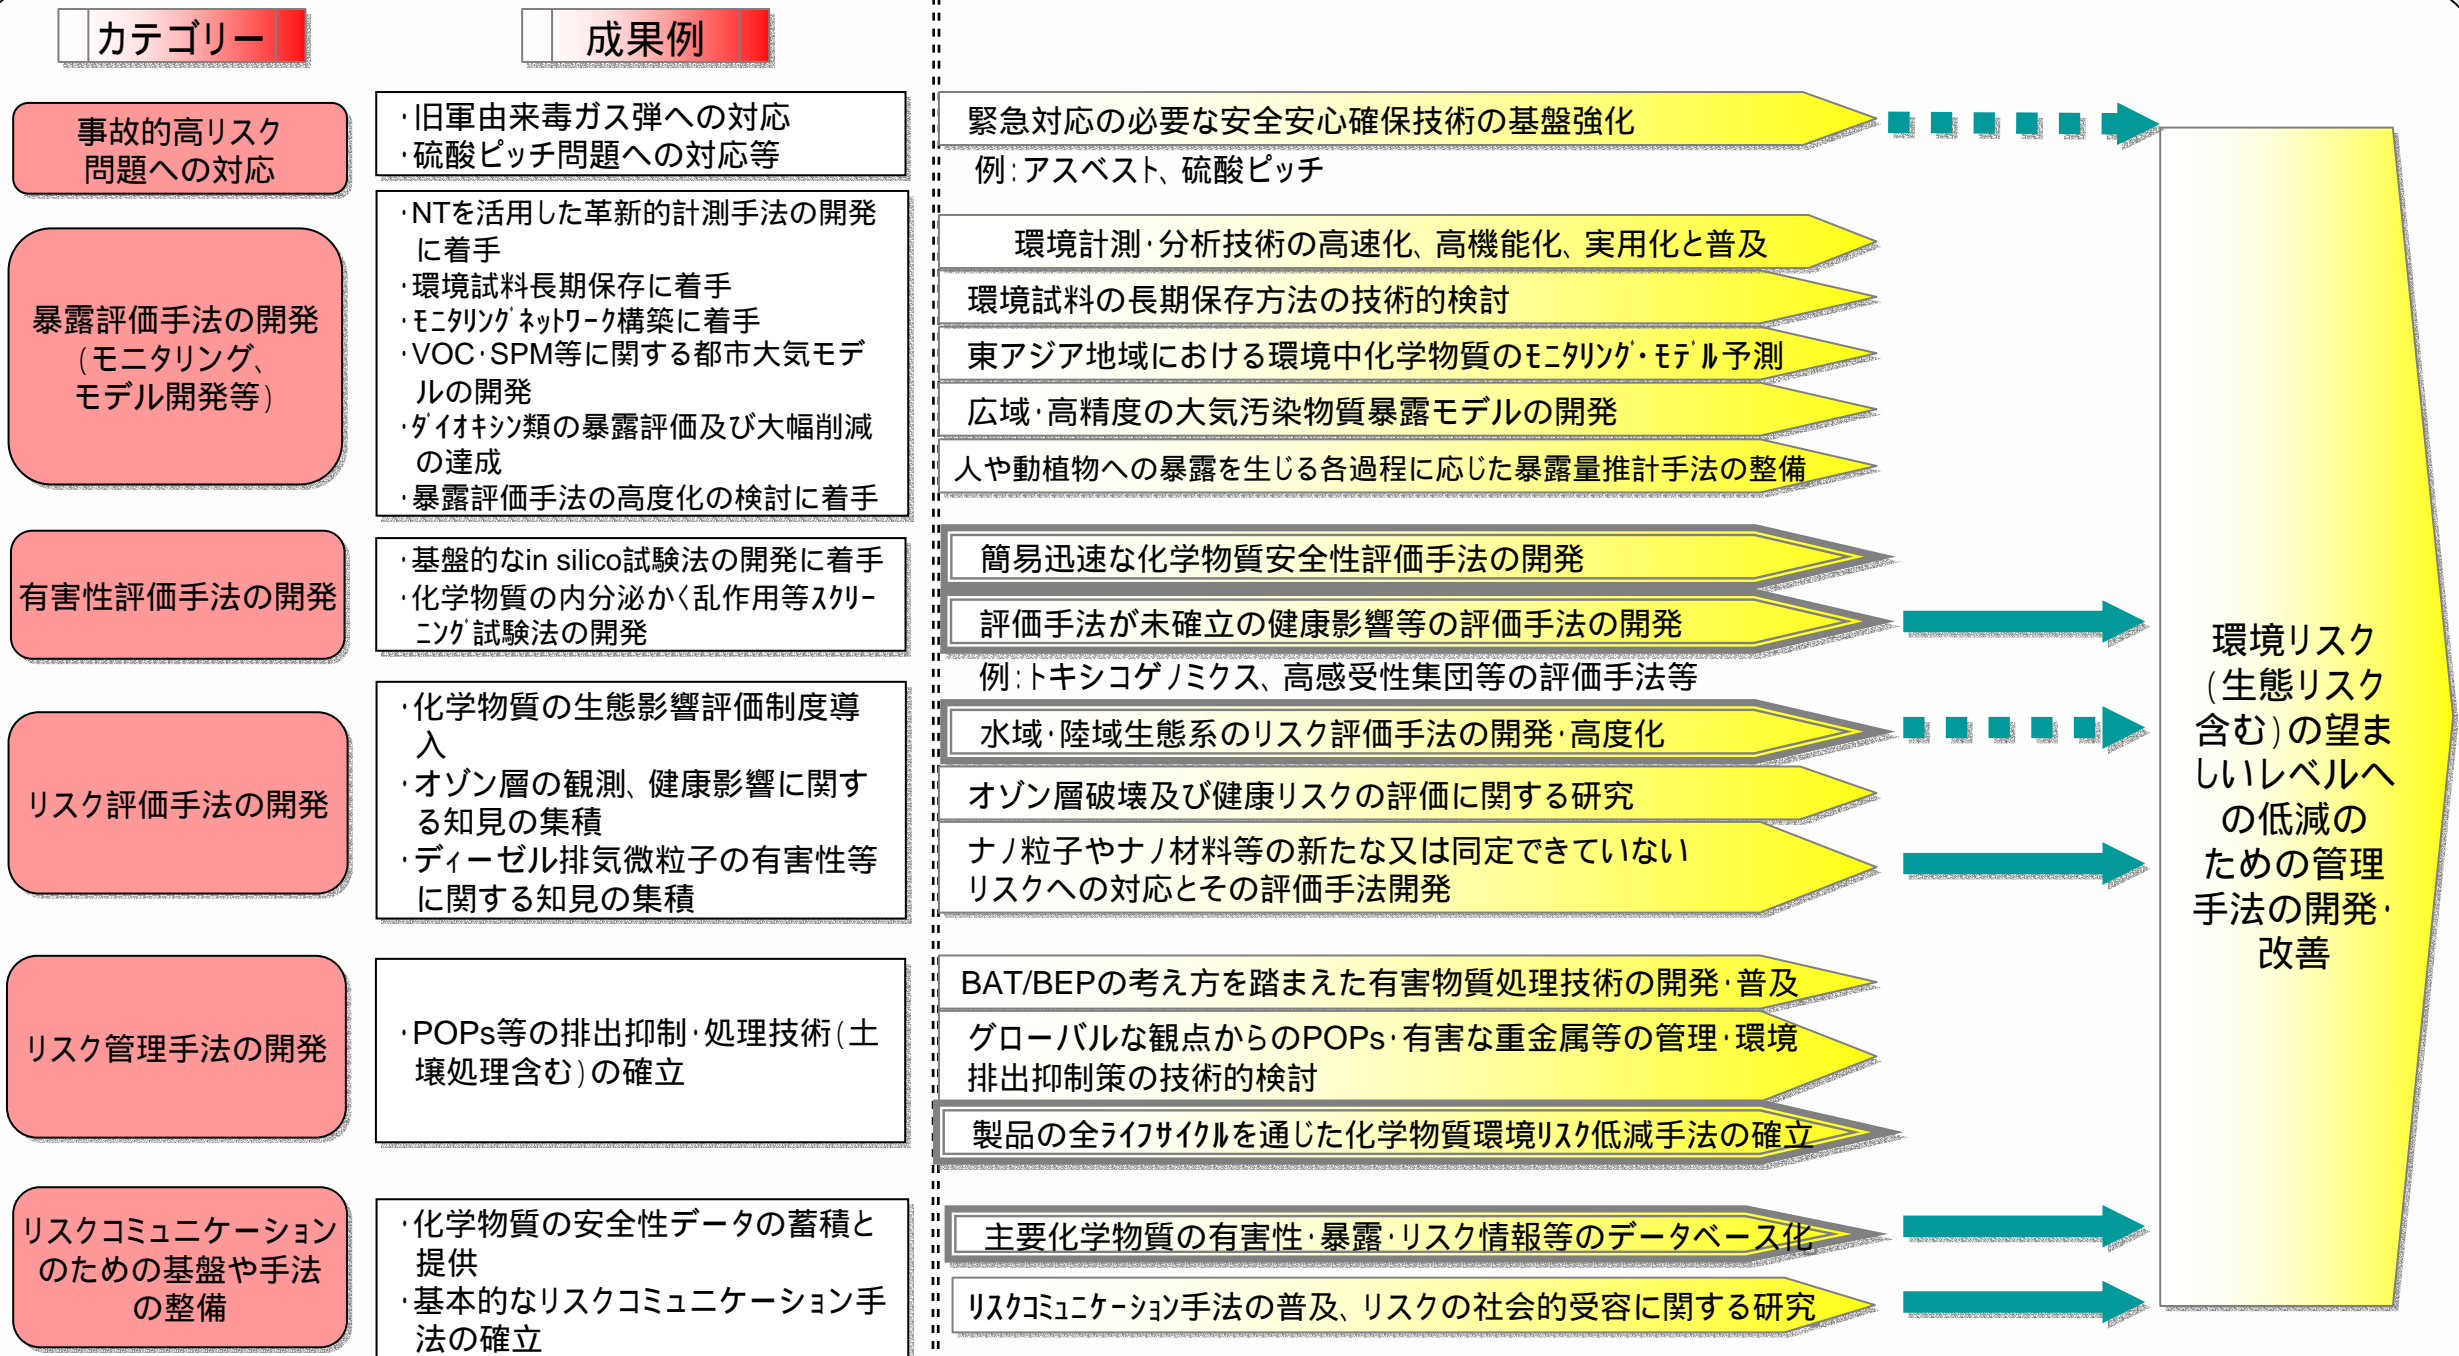 カテゴリー
成果例
事故的高リスク
問題への対応
・旧軍由来毒ガス弾への対応
・硫酸ピッチ問題への対応等
緊急対応の必要な安全安心確保技術の基盤強化
例：アスベスト、硫酸ピッチ
暴露評価手法の開発
（モニタリング、
モデル開発等）
・NTを活用した革新的計測手法の開発
に着手
・環境試料長期保存に着手
・ﾓﾆﾀﾘﾝｸﾞﾈｯﾄﾜｰｸ構築に着手
・VOC・SPM等に関する都市大気モデ
ルの開発
・ﾀﾞｲｵｷｼﾝ類の暴露評価及び大幅削減
の達成
・暴露評価手法の高度化の検討に着手
環境計測・分析技術の高速化、高機能化、実用化と普及
環境試料の長期保存方法の技術的検討
東アジア地域における環境中化学物質のﾓﾆﾀﾘﾝｸﾞ・ﾓﾃﾞﾙ予測
広域・高精度の大気汚染物質暴露モデルの開発
人や動植物への暴露を生じる各過程に応じた暴露量推計手法の整備
有害性評価手法の開発
・基盤的なin silico試験法の開発に着手
・化学物質の内分泌かく乱作用等ｽｸﾘｰ
ﾆﾝｸﾞ試験法の開発
簡易迅速な化学物質安全性評価手法の開発
評価手法が未確立の健康影響等の評価手法の開発
例：トキシコゲノミクス、高感受性集団等の評価手法等
リスク評価手法の開発
・化学物質の生態影響評価制度導
入
・オゾン層の観測、健康影響に関す
る知見の集積
・ディーゼル排気微粒子の有害性等
に関する知見の集積
水域・陸域生態系のリスク評価手法の開発・高度化
オゾン層破壊及び健康リスクの評価に関する研究
ナノ粒子やナノ材料等の新たな又は同定できていない
リスクへの対応とその評価手法開発
リスク管理手法の開発
・POPs等の排出抑制・処理技術（土
壌処理含む）の確立
BAT/BEPの考え方を踏まえた有害物質処理技術の開発・普及
グローバルな観点からのPOPs・有害な重金属等の管理・環境
排出抑制策の技術的検討
製品の全ﾗｲﾌｻｲｸﾙを通じた化学物質環境ﾘｽｸ低減手法の確立
リスクコミュニケーション
のための基盤や手法
の整備
・化学物質の安全性データの蓄積と
提供
・基本的なリスクコミュニケーション手
法の確立
主要化学物質の有害性・暴露・リスク情報等のデータベース化
ﾘｽｸｺﾐｭﾆｹｰｼｮﾝ手法の普及、リスクの社会的受容に関する研究
環境リスク
（生態リスク
含む）の望ま
しいレベルへ
の低減の
ための管理
手法の開発・
改善